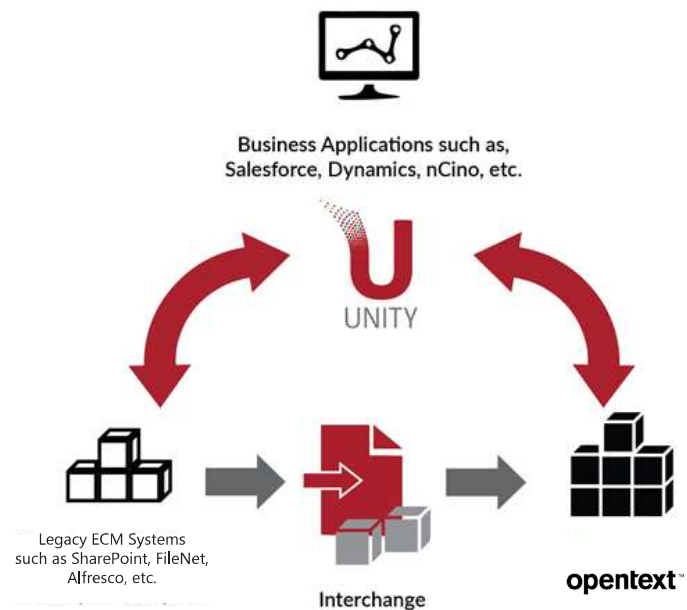 Business Applications such as,
Salesforce, Dynamics, nCino, etc.
UNITY
Legacy ECM Systems
such as SharePoint, FileNet,
Alfresco, etc.
Interchange
opentext™